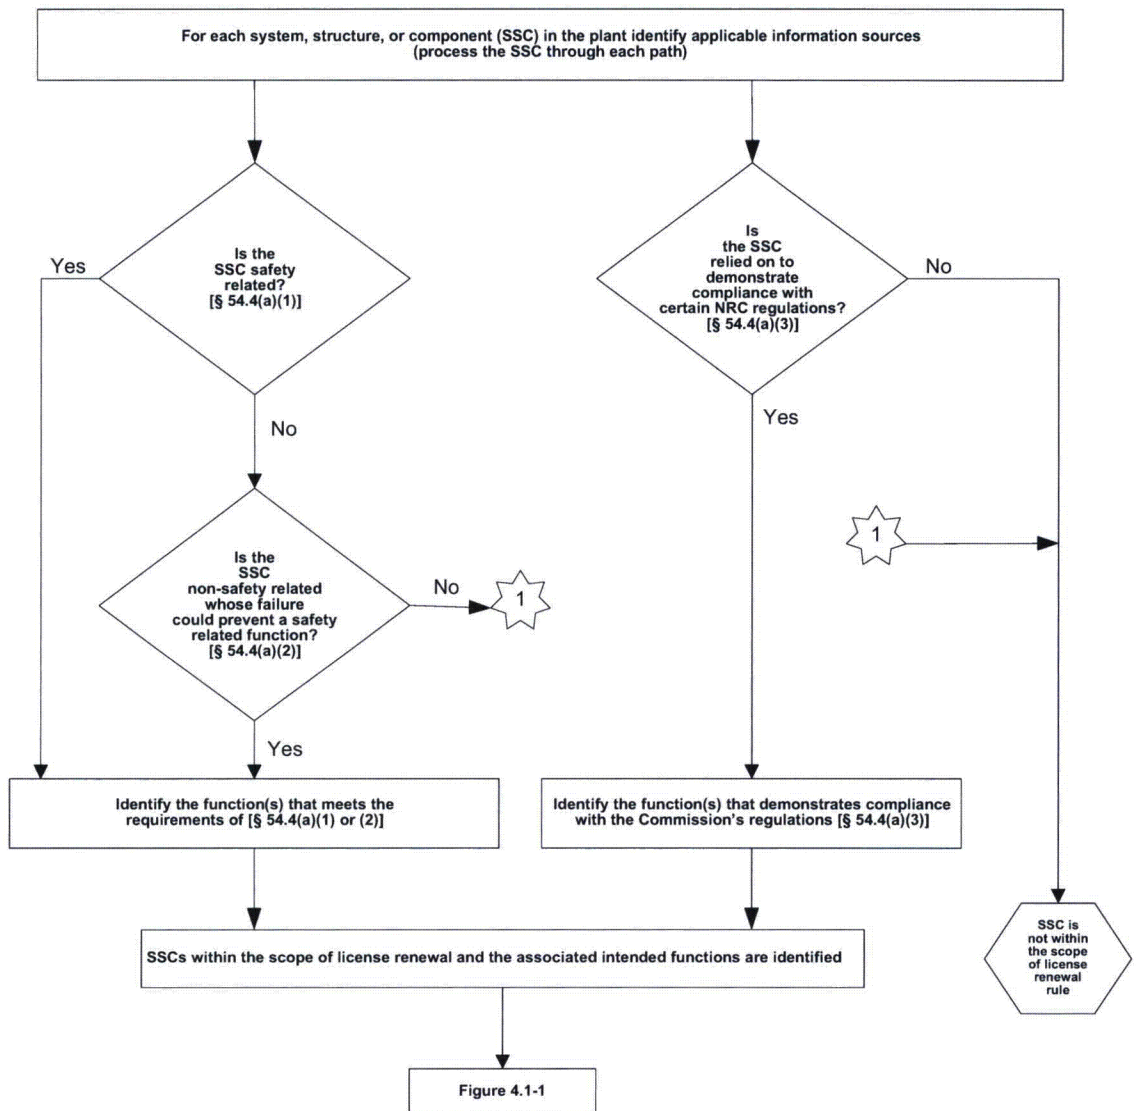 For each system, structure, or component (SSC) in the plant identify applicable information sources
(process the SSC through each path)
Is the
SSC safety
related?
[§ 54.4(a)(1)]
Yes
No
Is
the SSC
relied on to
demonstrate
compliance with
certain NRC regulations?
[§ 54.4(a)(3)]
No
Yes
Is the
SSC
non-safety related
whose failure
could prevent a safety
related function?
[§ 54.4(a)(2)]
No
1
Yes
1
Identify the function(s) that meets the
requirements of [§ 54.4(a)(1) or (2)]
Identify the function(s) that demonstrates compliance
with the Commission's regulations [§ 54.4(a)(3)]
SSCs within the scope of license renewal and the associated intended functions are identified
SSC is
not within
the scope
of license
renewal
rule
Figure 4.1-1